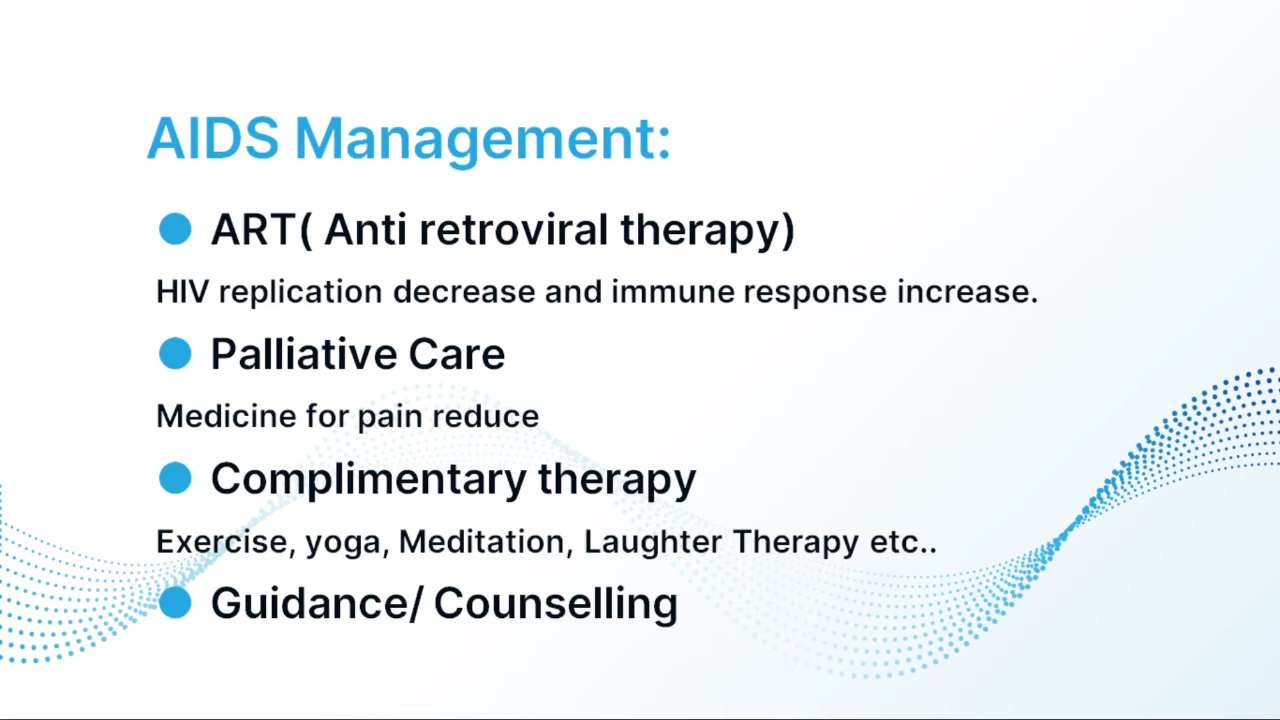 AIDS Management:
ART( Anti retroviral therapy)
HIV replication decrease and immune response increase.
Palliative Care
Medicine for pain reduce
Complimentary therapy
Exercise, yoga, Meditation, Laughter Therapy etc..
Guidance/ Counselling